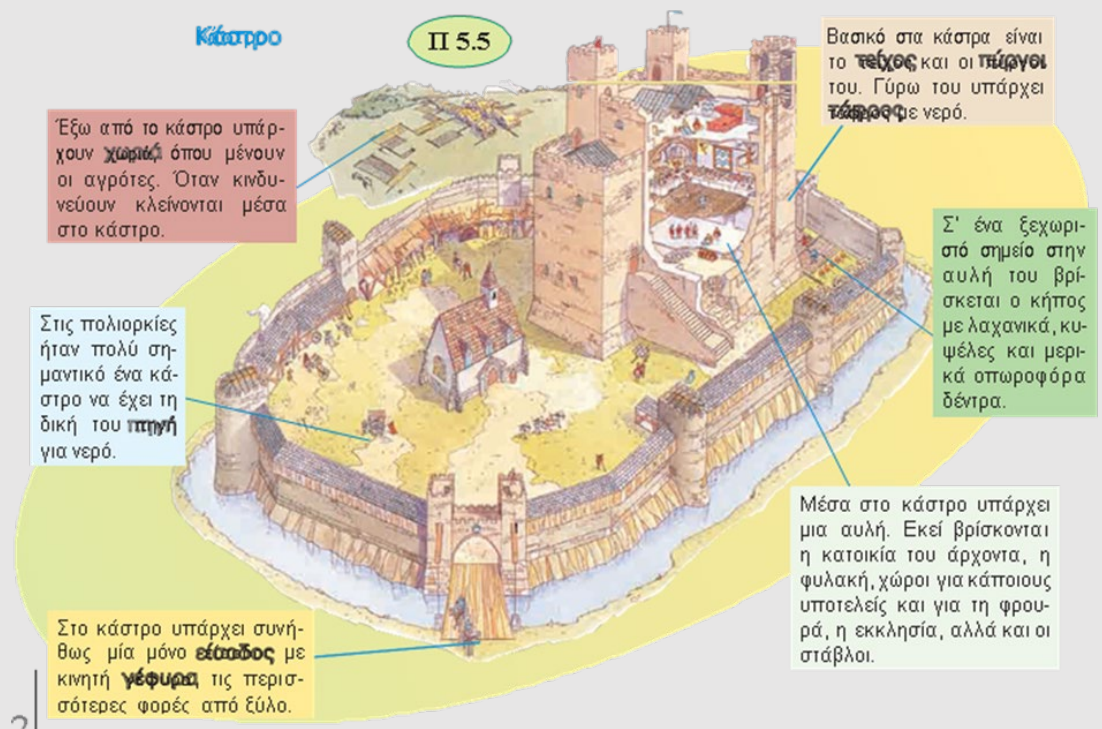 Κάστρο
Π 5.5
Βασικό στα κάστρα είναι
το τείχος και οι πύργοι
του. Γύρω του υπάρχει
τάφρος με νερό.
Έξω από το κάστρο υπάρ-
χουν χωριά, όπου μένουν
οι αγρότες. Όταν κινδυ-
νεύουν κλείνονται μέσα
στο κάστρο.
Σ' ένα ξεχωρι-
στό σημείο στην
αυλή του βρί-
σκεται ο κήπος
με λαχανικά, κυ-
ψέλες και μερι-
κά οπωροφόρα
δέντρα.
Στις πολιορκίες
ήταν πολύ ση-
μαντικό ένα κά-
στρο να έχει τη
δική του πηγή
για νερό.
Μέσα στο κάστρο υπάρχει
μια αυλή. Εκεί βρίσκονται
η κατοικία του άρχοντα, η
φυλακή, χώροι για κάποιους
υποτελείς και για τη φρου-
ρά, η εκκλησία, αλλά και οι
στάβλοι.
Στο κάστρο υπάρχει συνή-
θως μία μόνο είσοδος με
κινητή γέφυρα, τις περισ-
σότερες φορές από ξύλο.
2